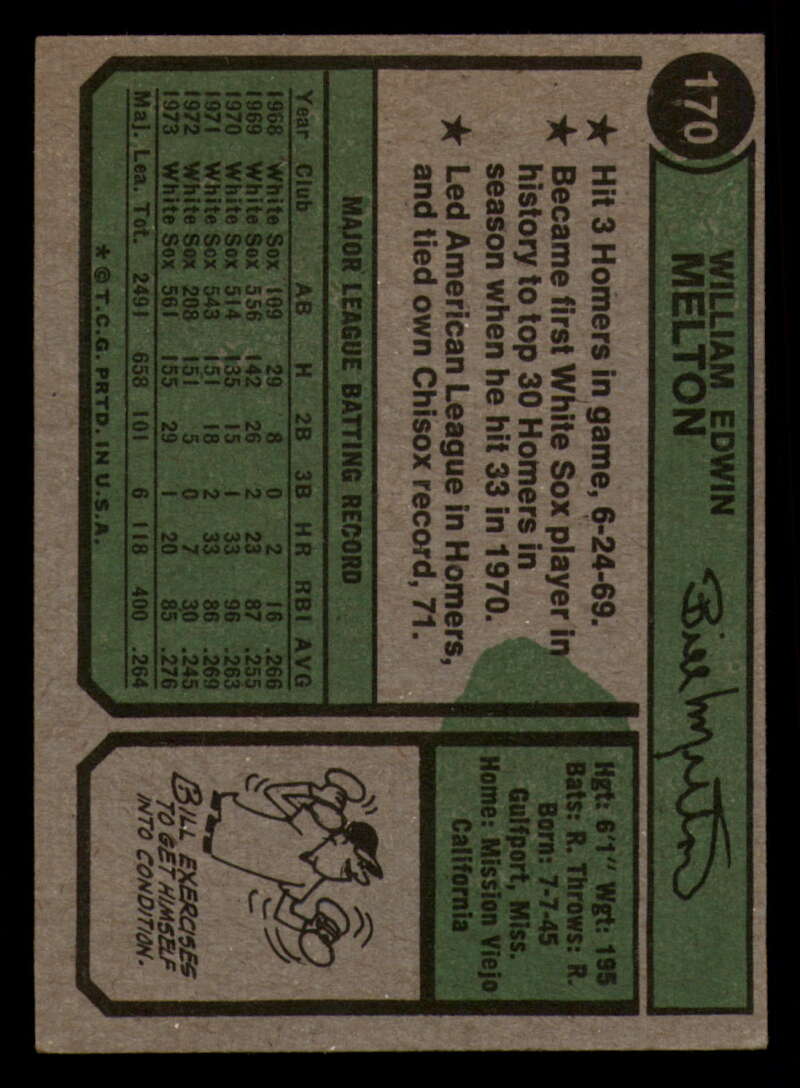 170
WILLIAM EDWIN
MELTON
Bill Melton
★ Hit 3 Homers in game, 6-24-69.
★ Became first White Sox player in
history to top 30 Homers in
season when he hit 33 in 1970.
★ Led American League in Homers,
and tied own Chisox record, 71.
MAJOR LEAGUE BATTING RECORD
Year Club AB H 2B 3B HR RBI AVG
1968 White Sox 109 29 8 0 2 16 .266
1969 White Sox 556 142 26 2 23 87 .255
1970 White Sox 514 135 15 1 33 96 .263
1971 White Sox 543 151 18 2 33 86 .269
1972 White Sox 208 151 5 0 7 30 .245
1973 White Sox 561 155 29 1 20 85 .276
Maj. Lea. Tot. 2491 658 101 6 118 400 .264
* © T.C.G. PRTD. IN U.S.A.
Hgt: 6'1" Wgt: 195
Bats: R. Throws: R.
Born: 7-7-45
Gulfport, Miss.
Home: Mission Viejo
California
BILL EXERCISES
TO GET HIMSELF
INTO CONDITION.